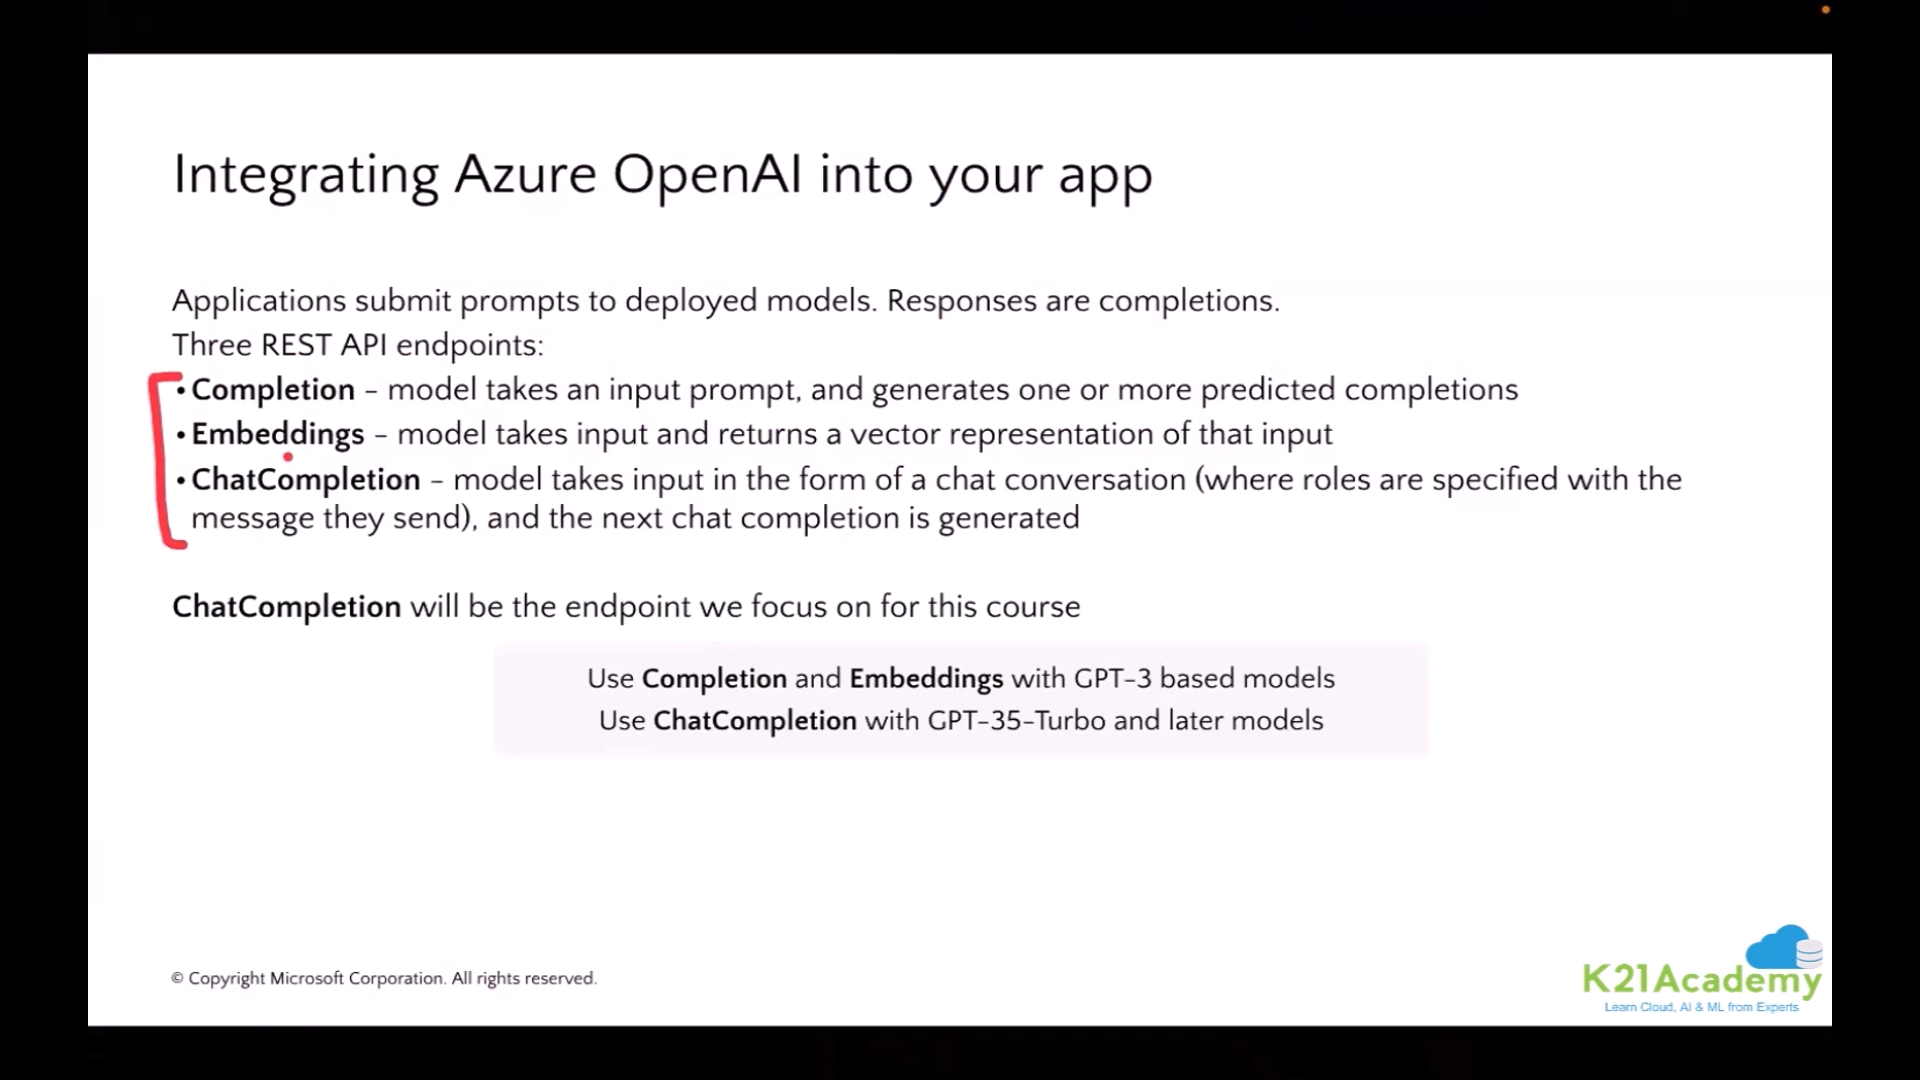 Integrating Azure OpenAI into your app
Applications submit prompts to deployed models. Responses are completions.
Three REST API endpoints:
• Completion – model takes an input prompt, and generates one or more predicted completions
• Embeddings – model takes input and returns a vector representation of that input
• ChatCompletion – model takes input in the form of a chat conversation (where roles are specified with the
message they send), and the next chat completion is generated
ChatCompletion will be the endpoint we focus on for this course
Use Completion and Embeddings with GPT-3 based models
Use ChatCompletion with GPT-35-Turbo and later models
© Copyright Microsoft Corporation. All rights reserved.
K21Academy
Learn Cloud, AI & ML from Experts